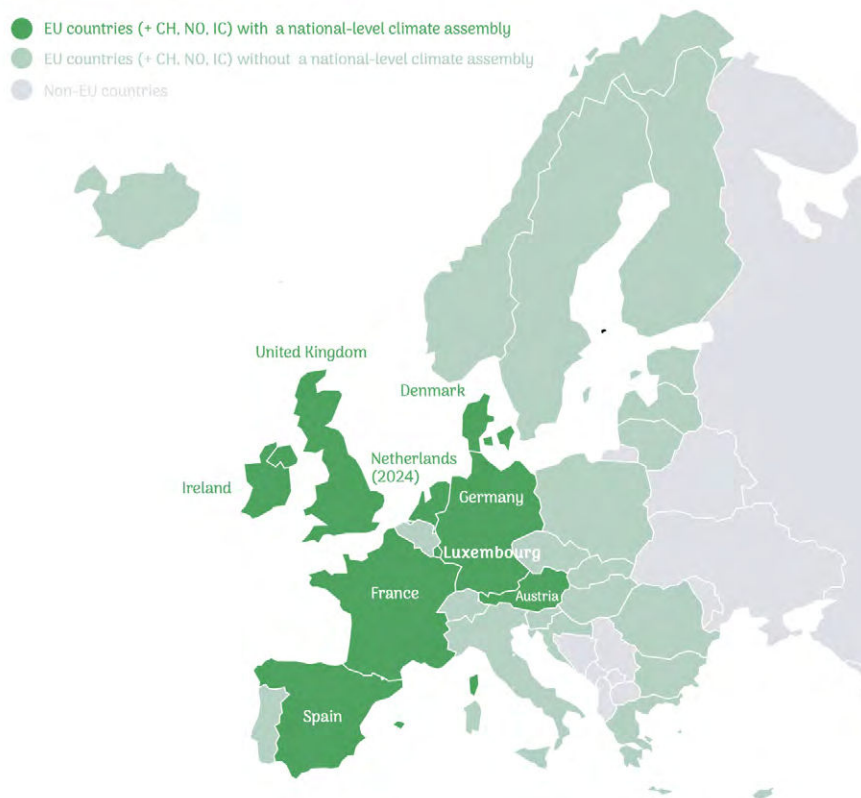 EU countries (+ CH, NO, IC) with a national-level climate assembly
EU countries (+ CH, NO, IC) without a national-level climate assembly
Non-EU countries
United Kingdom
Denmark
Netherlands
(2024)
Ireland
Germany
Luxembourg
France
Austria
Spain